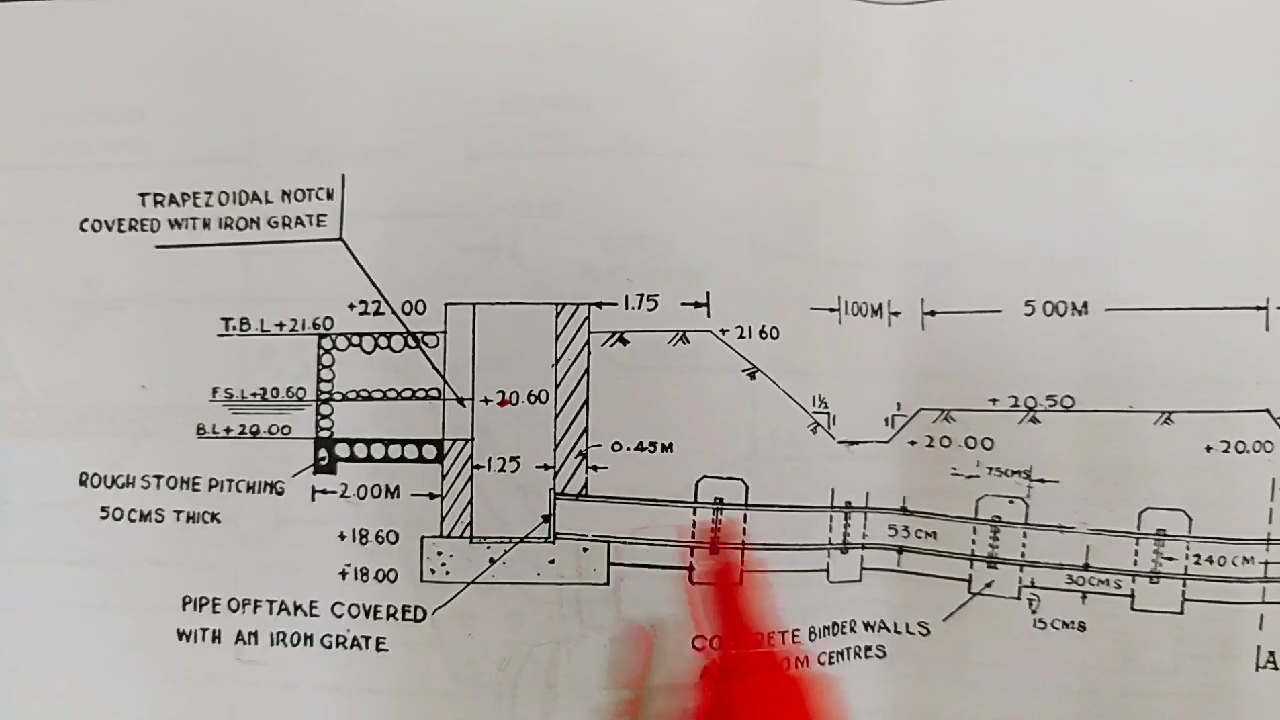 TRAPEZOIDAL NOTCH
COVERED WITH IRON GRATE
+22.00
T.B.L+21.60
F.S.L+20.60
B.L+20.00
ROUGH STONE PITCHING
50CMS THICK
2.00M
+18.60
+18.00
PIPE OFFTAKE COVERED
WITH AN IRON GRATE
+20.60
1.25
1.75
0.45M
+21.60
1.00M
5.00M
1½
1
1
1
+20.50
+20.00
+20.00
75CMS
53CM
240CM
30CMS
15CMS
CONCRETE BINDER WALLS
OM CENTRES
A